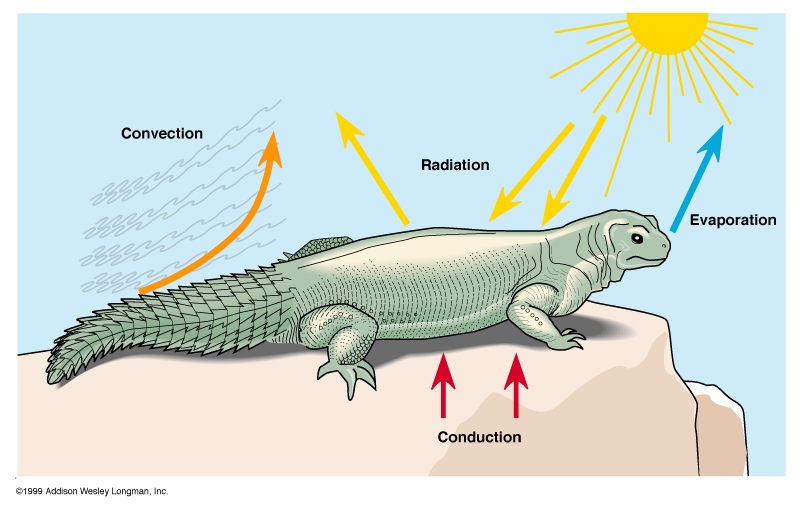 Convection
Radiation
Evaporation
Conduction
©1999 Addison Wesley Longman, Inc.